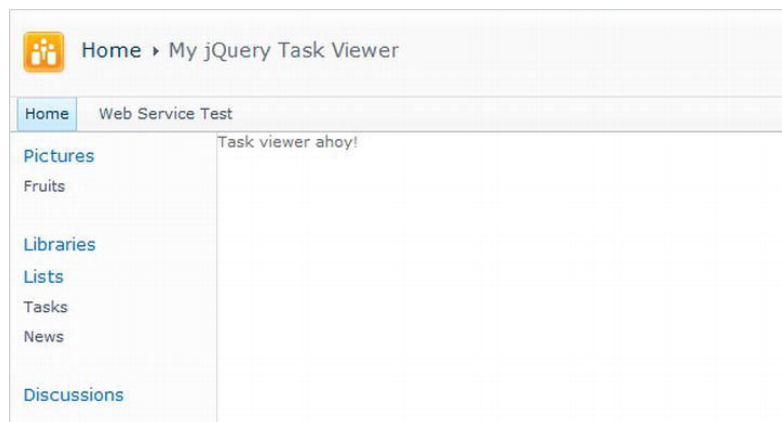 Home ▸ My jQuery Task Viewer
Home Web Service Test
Pictures
Fruits
Libraries
Lists
Tasks
News
Discussions
Task viewer ahoy!